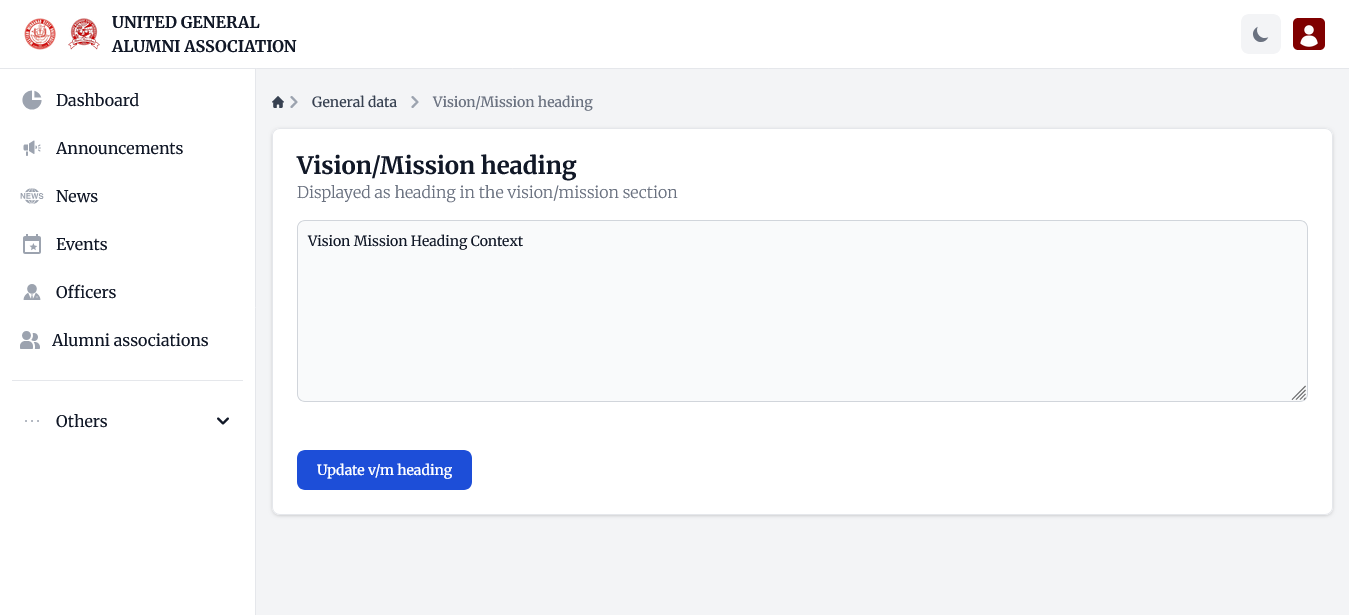 UNITED GENERAL
ALUMNI ASSOCIATION
Dashboard
Announcements
NEWS News
Events
Officers
Alumni associations
Others
General data Vision/Mission heading
Vision/Mission heading
Displayed as heading in the vision/mission section
Vision Mission Heading Context
Update v/m heading